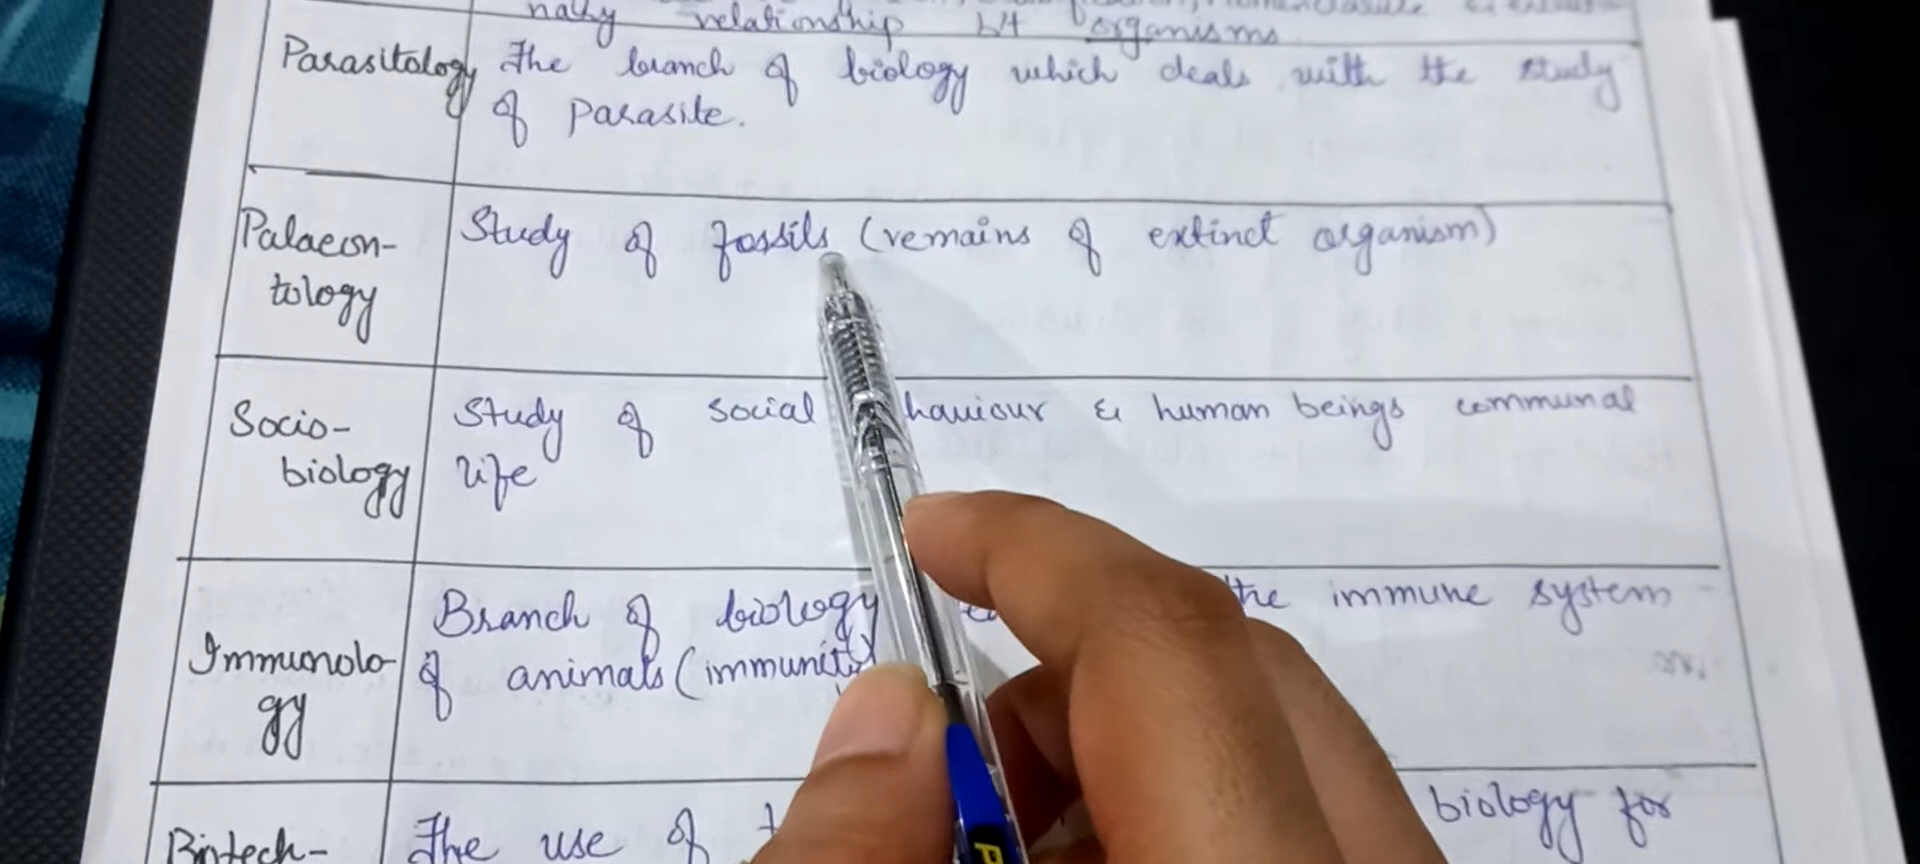 nary relationship b/t organisms
Parasitology The branch of biology which deals with the study
of Parasite.
Palaeon- Study of fossils (remains of extinct organism)
tology
Socio- Study of social haviour & human beings communal
biology life
Immunolo- Branch of biology the immune system
gy of animals (immunity)
Biotech- The use of biology for